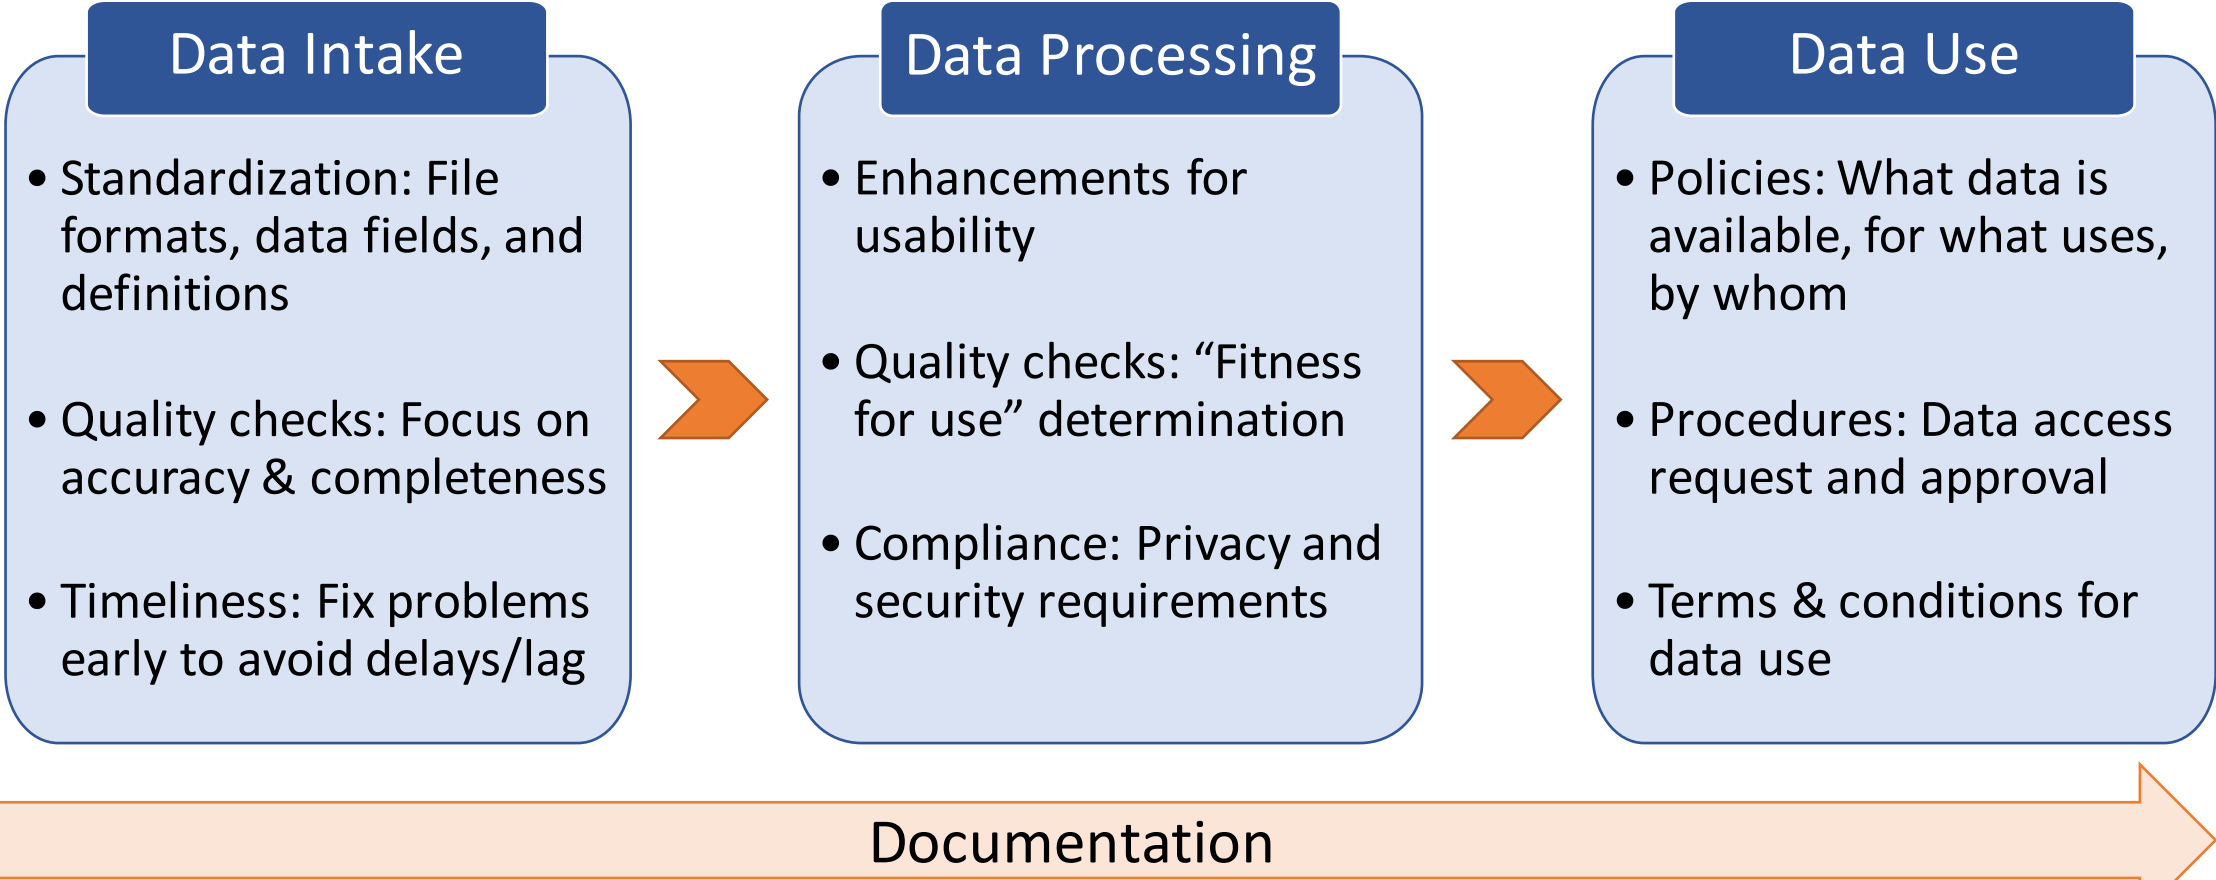 Data Intake
• Standardization: File
formats, data fields, and
definitions
• Quality checks: Focus on
accuracy & completeness
• Timeliness: Fix problems
early to avoid delays/lag
Data Processing
• Enhancements for
usability
• Quality checks: “Fitness
for use” determination
• Compliance: Privacy and
security requirements
Data Use
• Policies: What data is
available, for what uses,
by whom
• Procedures: Data access
request and approval
• Terms & conditions for
data use
Documentation